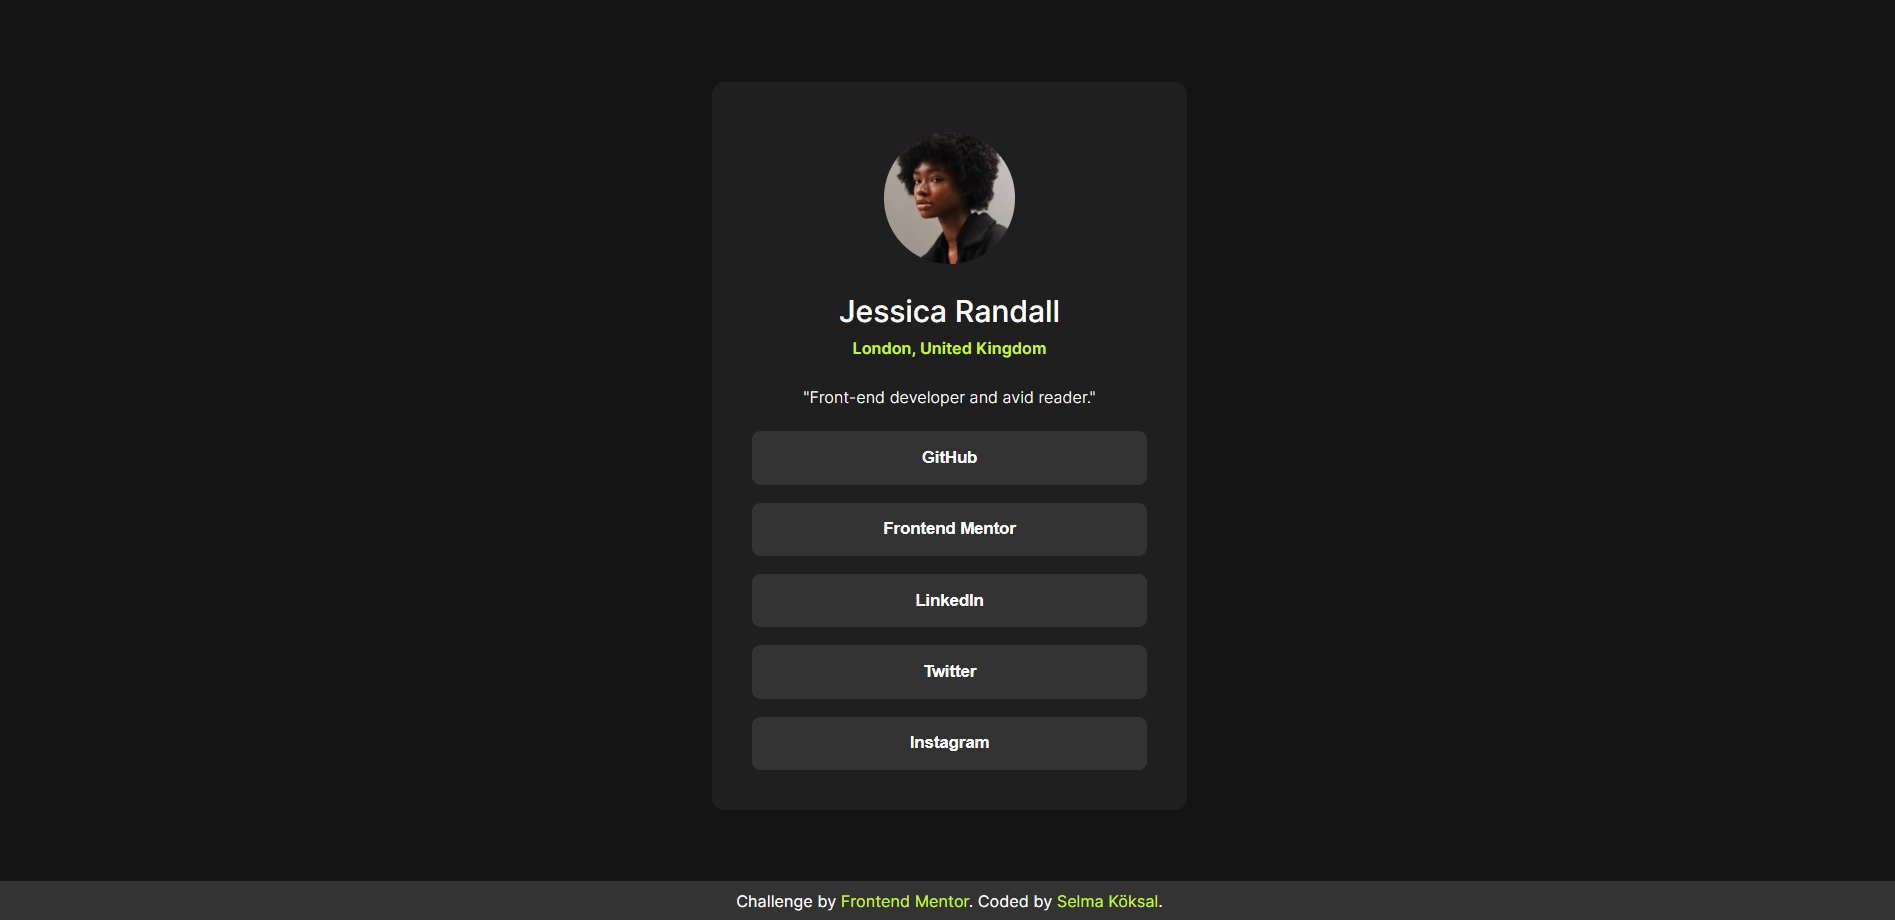 Jessica Randall
London, United Kingdom
"Front-end developer and avid reader."
GitHub
Frontend Mentor
LinkedIn
Twitter
Instagram
Challenge by Frontend Mentor. Coded by Selma Köksal.